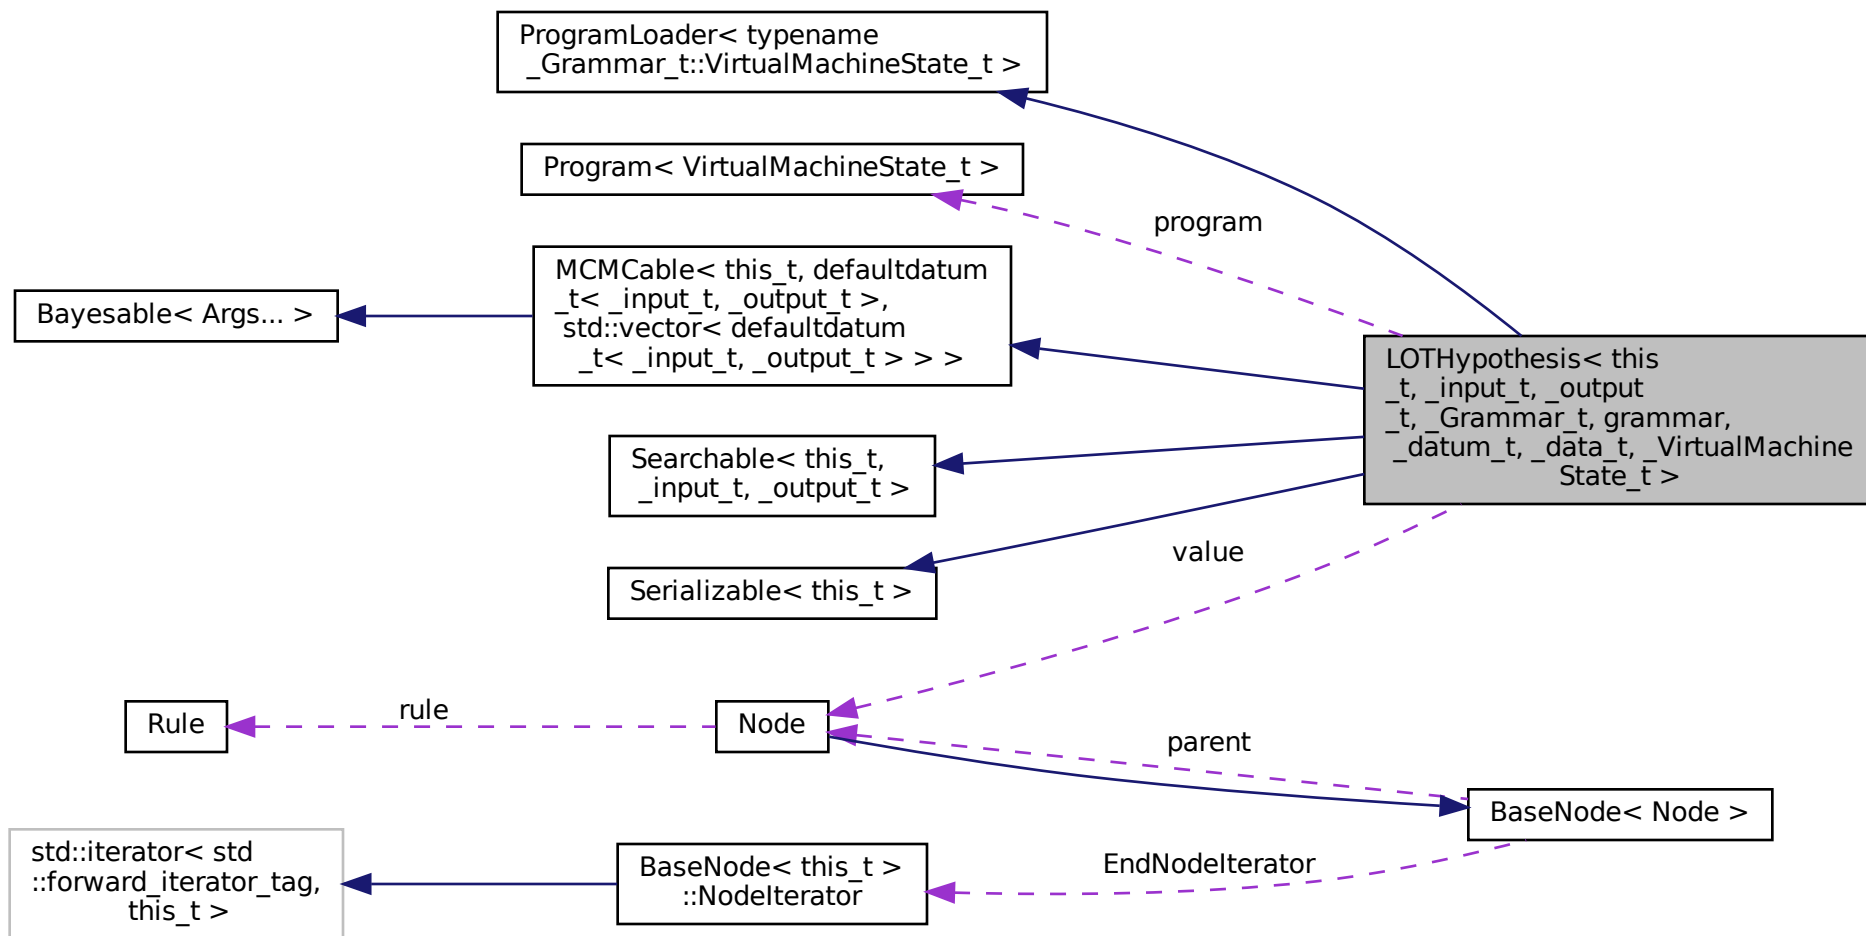 ProgramLoader< typename
_Grammar_t::VirtualMachineState_t >
Program< VirtualMachineState_t >
program
MCMCable< this_t, defaultdatum
_t< _input_t, _output_t >,
std::vector< defaultdatum
_t< _input_t, _output_t > > >
Bayesable< Args... >
LOTHypothesis< this
_t, _input_t, _output
_t, _Grammar_t, grammar,
_datum_t, _data_t, _VirtualMachine
State_t >
Searchable< this_t,
_input_t, _output_t >
Serializable< this_t >
value
Rule
rule
Node
parent
BaseNode< Node >
EndNodeIterator
BaseNode< this_t >
::NodeIterator
std::iterator< std
::forward_iterator_tag,
this_t >